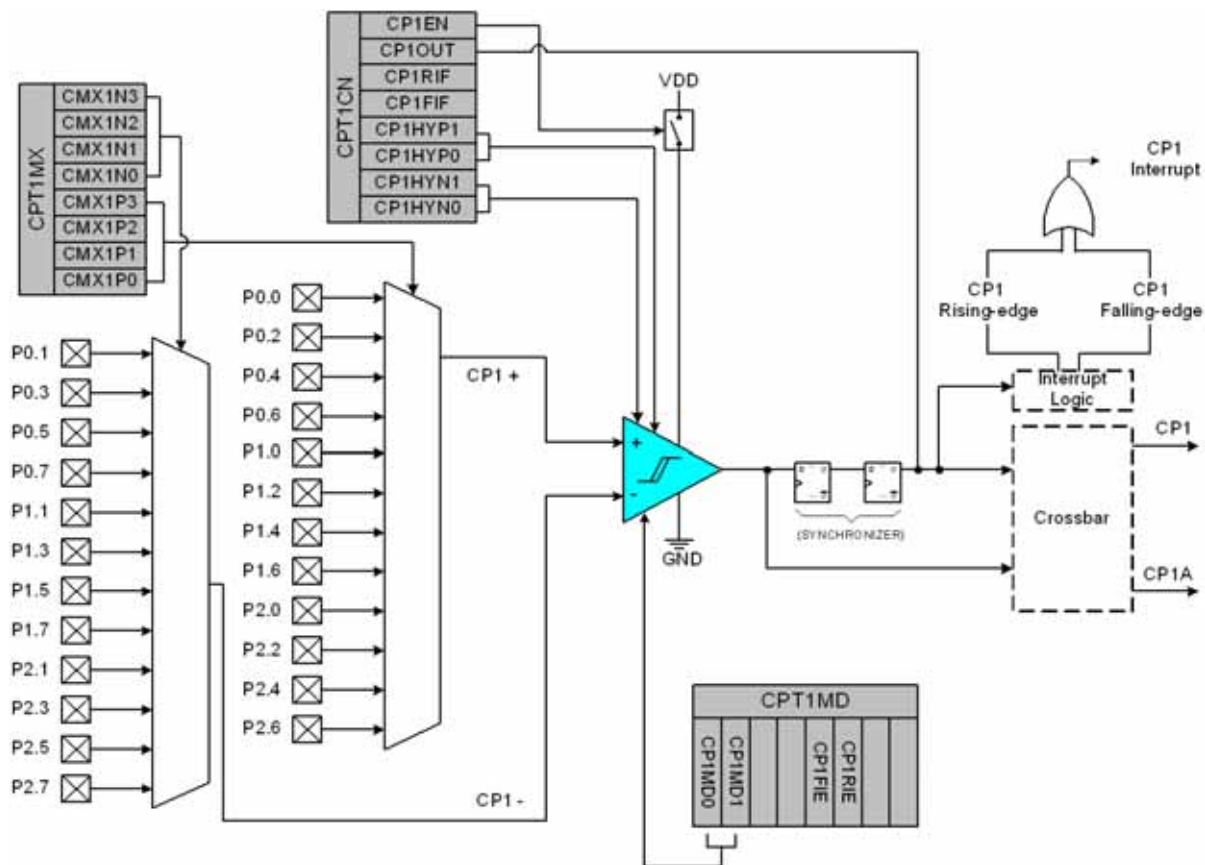 CPT1MX
CMX1N3
CMX1N2
CMX1N1
CMX1N0
CMX1P3
CMX1P2
CMX1P1
CMX1P0
CPT1CN
CP1EN
CP1OUT
CP1RIF
CP1FIF
CP1HYP1
CP1HYP0
CP1HYN1
CP1HYN0
VDD
CP1
Interrupt
CP1
Rising-edge
CP1
Falling-edge
Interrupt
Logic
P0.1
P0.3
P0.5
P0.7
P1.1
P1.3
P1.5
P1.7
P2.1
P2.3
P2.5
P2.7
P0.0
P0.2
P0.4
P0.6
P1.0
P1.2
P1.4
P1.6
P2.0
P2.2
P2.4
P2.6
CP1 +
CP1 -
+
-
GND
(SYNCHRONIZER)
Crossbar
CP1
CP1A
CPT1MD
CP1MD0
CP1MD1
CP1FIE
CP1RIE